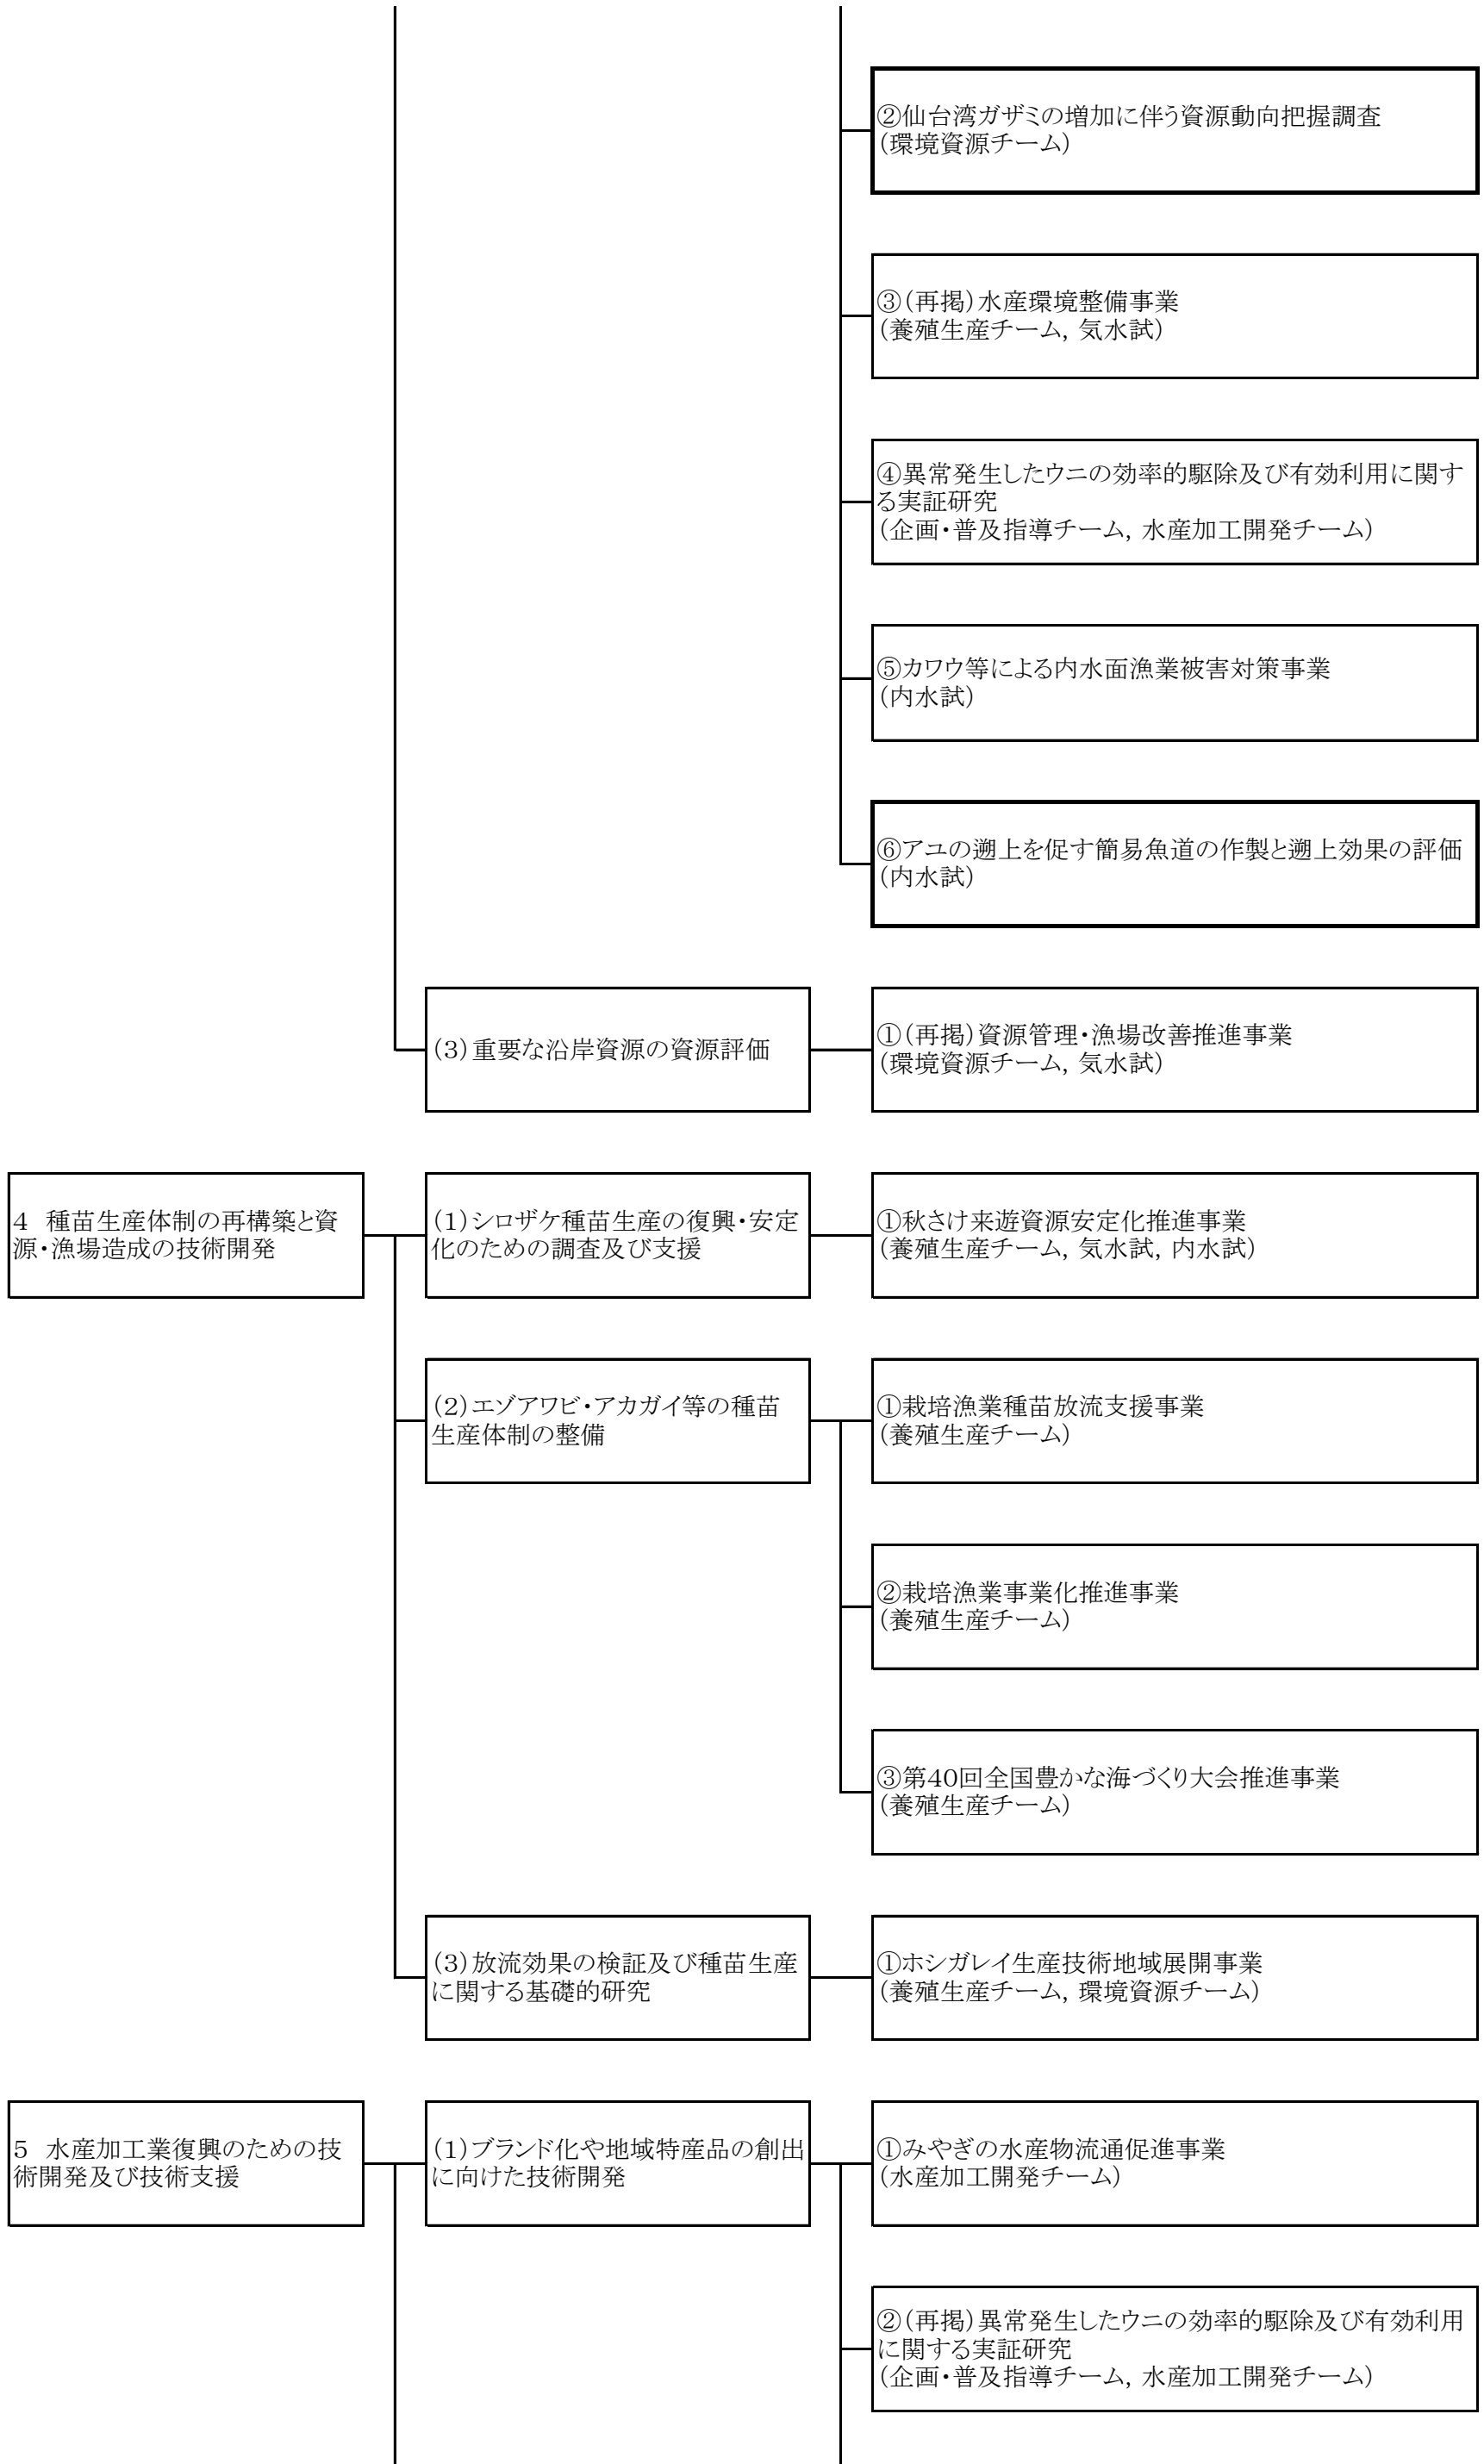 ②仙台湾ガザミの増加に伴う資源動向把握調査
(環境資源チーム)
③(再掲)水産環境整備事業
(養殖生産チーム, 気水試)
④異常発生したウニの効率的駆除及び有効利用に関す
る実証研究
(企画・普及指導チーム, 水産加工開発チーム)
⑤カワウ等による内水面漁業被害対策事業
(内水試)
⑥アユの遡上を促す簡易魚道の作製と遡上効果の評価
(内水試)
(3)重要な沿岸資源の資源評価
①(再掲)資源管理・漁場改善推進事業
(環境資源チーム, 気水試)
4 種苗生産体制の再構築と資
源・漁場造成の技術開発
(1)シロザケ種苗生産の復興・安定
化のための調査及び支援
①秋さけ来遊資源安定化推進事業
(養殖生産チーム, 気水試, 内水試)
(2)エゾアワビ・アカガイ等の種苗
生産体制の整備
①栽培漁業種苗放流支援事業
(養殖生産チーム)
②栽培漁業事業化推進事業
(養殖生産チーム)
③第40回全国豊かな海づくり大会推進事業
(養殖生産チーム)
(3)放流効果の検証及び種苗生産
に関する基礎的研究
①ホシガレイ生産技術地域展開事業
(養殖生産チーム, 環境資源チーム)
5 水産加工業復興のための技
術開発及び技術支援
(1)ブランド化や地域特産品の創出
に向けた技術開発
①みやぎの水産物流通促進事業
(水産加工開発チーム)
②(再掲)異常発生したウニの効率的駆除及び有効利用
に関する実証研究
(企画・普及指導チーム, 水産加工開発チーム)